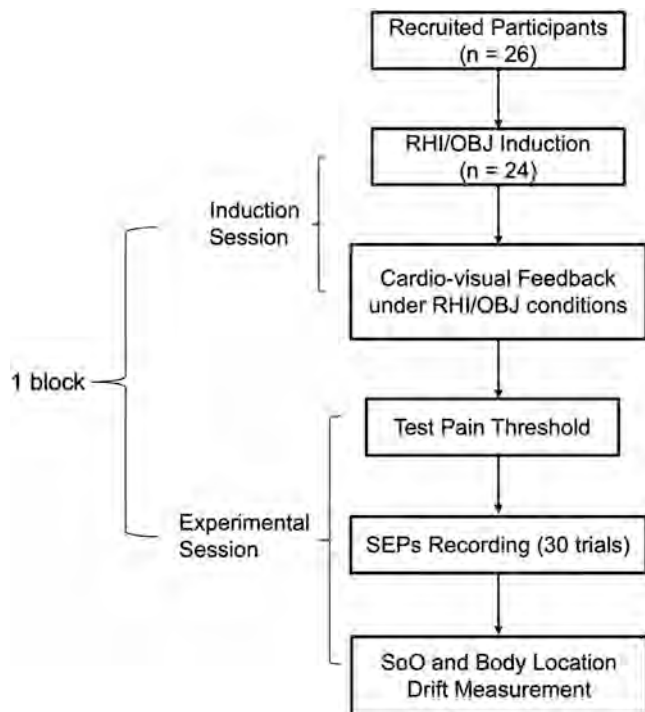 Recruited Participants
(n = 26)
RHI/OBJ Induction
(n = 24)
Induction
Session
Cardio-visual Feedback
under RHI/OBJ conditions
1 block
Test Pain Threshold
Experimental
Session
SEPs Recording (30 trials)
SoO and Body Location
Drift Measurement